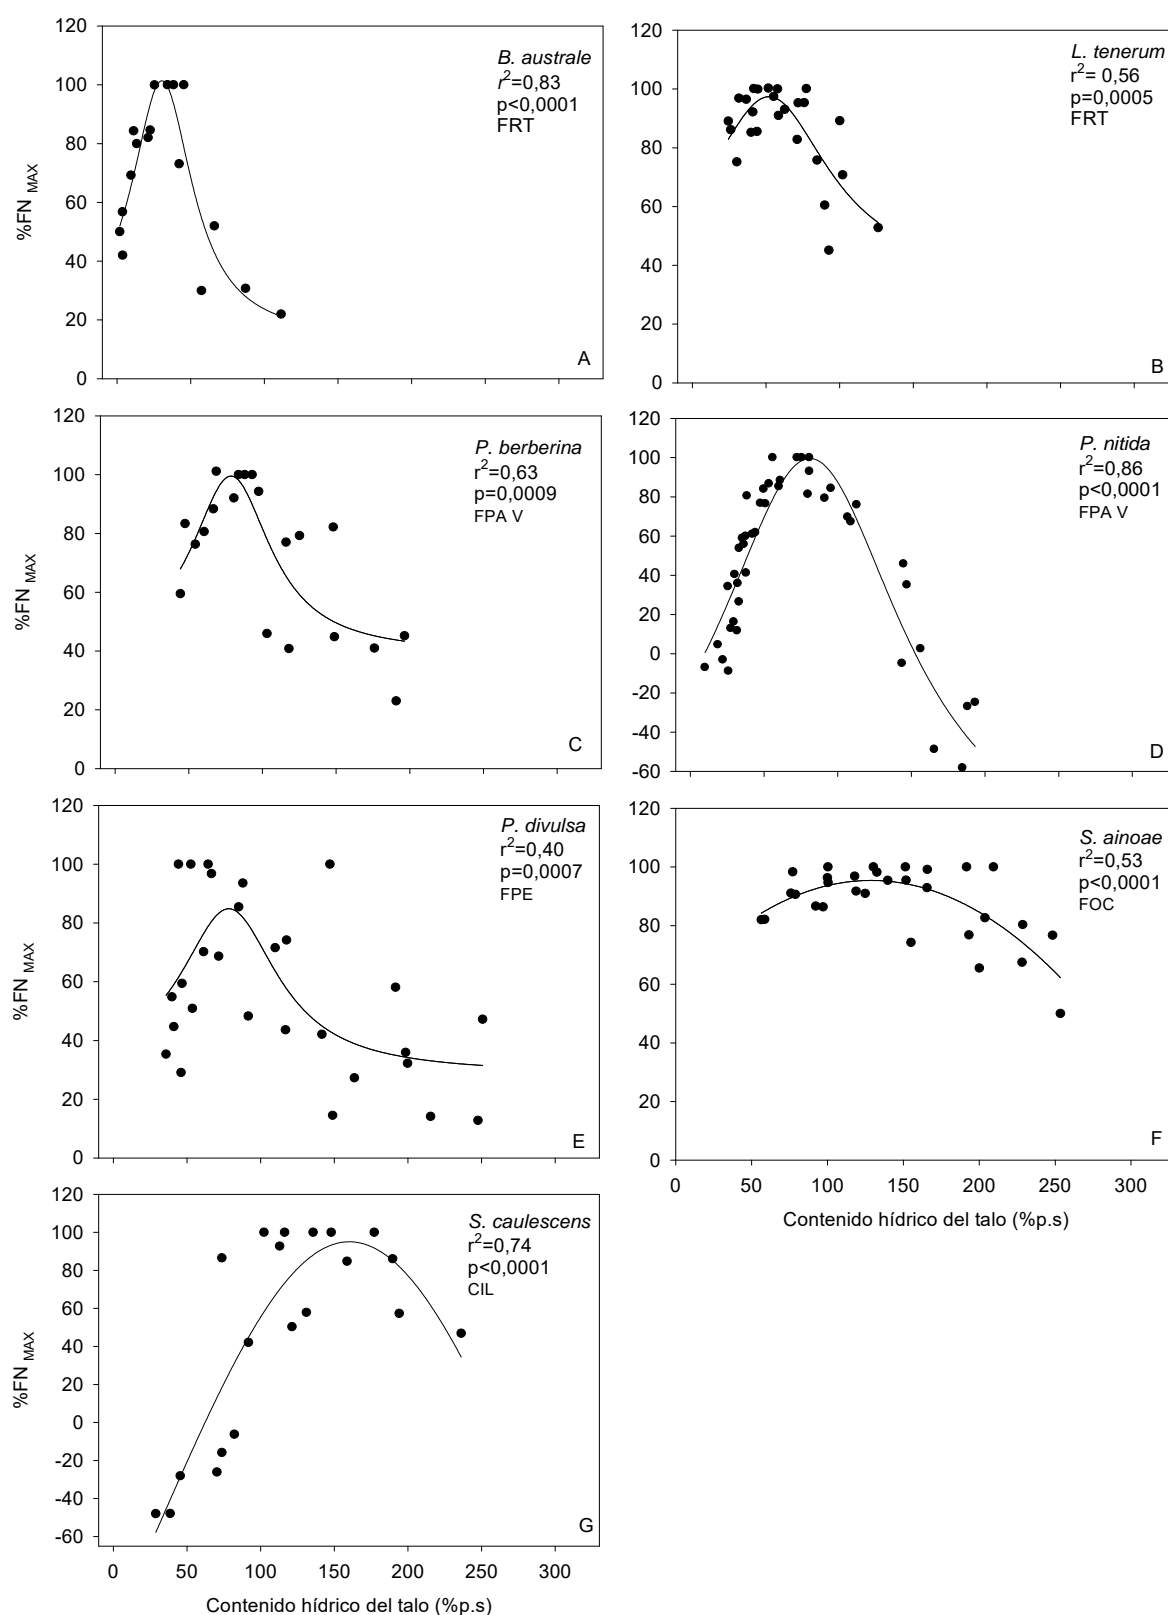 120
100
80
60
40
20
0
%FN MAX
B. australe
r2=0,83
p<0,0001
FRT
A
120
100
80
60
40
20
0
L. tenerum
r2= 0,56
p=0,0005
FRT
B
120
100
80
60
40
20
0
%FN MAX
P. berberina
r2=0,63
p=0,0009
FPA V
C
120
100
80
60
40
20
0
-20
-40
-60
P. nitida
r2=0,86
p<0,0001
FPA V
D
120
100
80
60
40
20
0
%FN MAX
P. divulsa
r2=0,40
p=0,0007
FPE
E
120
100
80
60
40
20
0
S. ainoae
r2=0,53
p<0,0001
FOC
F
0 50 100 150 200 250 300
Contenido hídrico del talo (%p.s)
120
100
80
60
40
20
0
-20
-40
-60
%FN MAX
S. caulescens
r2=0,74
p<0,0001
CIL
G
0 50 100 150 200 250 300
Contenido hídrico del talo (%p.s)